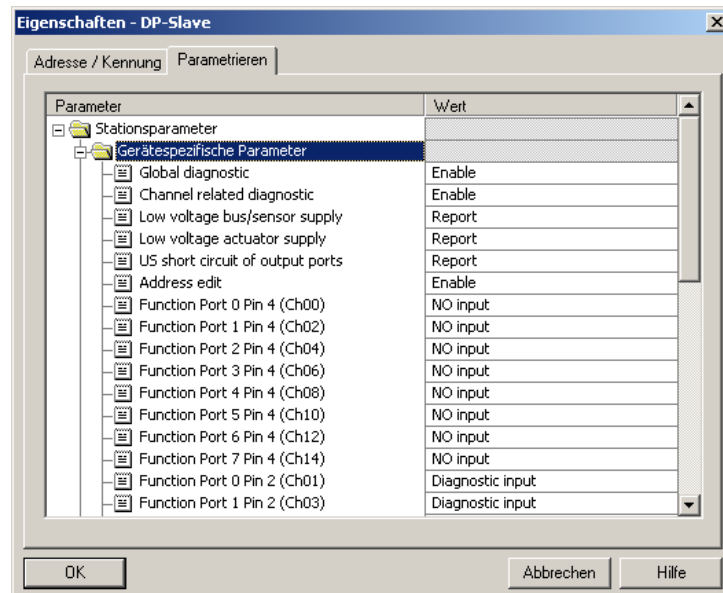 Eigenschaften - DP-Slave
Adresse / Kennung Parametrieren
Parameter Wert
Stationsparameter
Gerätespezifische Parameter
Global diagnostic Enable
Channel related diagnostic Enable
Low voltage bus/sensor supply Report
Low voltage actuator supply Report
US short circuit of output ports Report
Address edit Enable
Function Port 0 Pin 4 (Ch00) NO input
Function Port 1 Pin 4 (Ch02) NO input
Function Port 2 Pin 4 (Ch04) NO input
Function Port 3 Pin 4 (Ch06) NO input
Function Port 4 Pin 4 (Ch08) NO input
Function Port 5 Pin 4 (Ch10) NO input
Function Port 6 Pin 4 (Ch12) NO input
Function Port 7 Pin 4 (Ch14) NO input
Function Port 0 Pin 2 (Ch01) Diagnostic input
Function Port 1 Pin 2 (Ch03) Diagnostic input
OK Abbrechen Hilfe